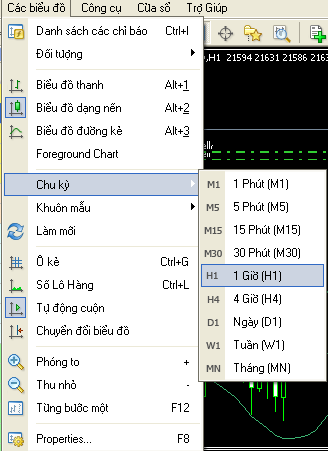 Các biểu đồ Công cụ Cửa sổ Trợ Giúp
Danh sách các chỉ báo Ctrl+I
Đối tượng
,H1 21594 21631 21586
Biểu đồ thanh Alt+1
Biểu đồ dạng nến Alt+2
Biểu đồ đường kẻ Alt+3
Foreground Chart
Chu kỳ
M1 1 Phút (M1)
Khuôn mẫu
M5 5 Phút (M5)
Làm mới
M15 15 Phút (M15)
M30 30 Phút (M30)
Ô kẻ Ctrl+G
H1 1 Giờ (H1)
Số Lô Hàng Ctrl+L
H4 4 Giờ (H4)
Tự động cuộn
D1 Ngày (D1)
Chuyển đổi biểu đồ
W1 Tuần (W1)
Phóng to +
MN Tháng (MN)
Thu nhỏ -
Từng bước một F12
Properties... F8